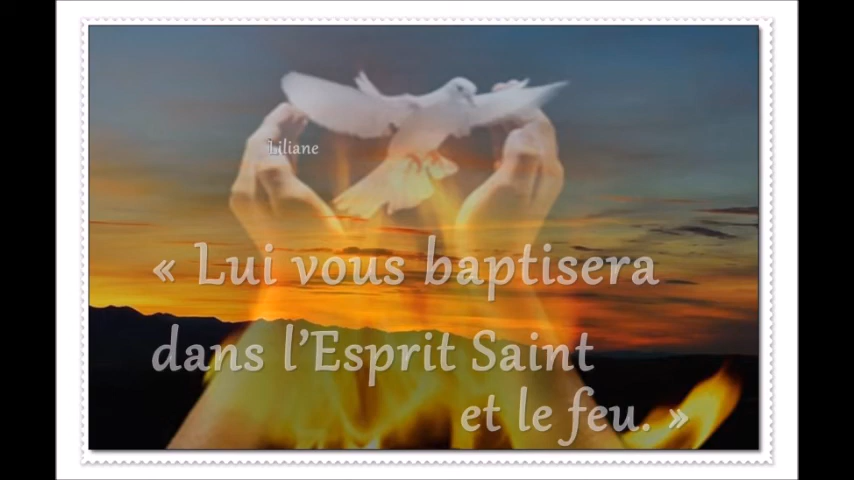 Liliane
« Lui vous baptisera
dans l’Esprit Saint
et le feu. »